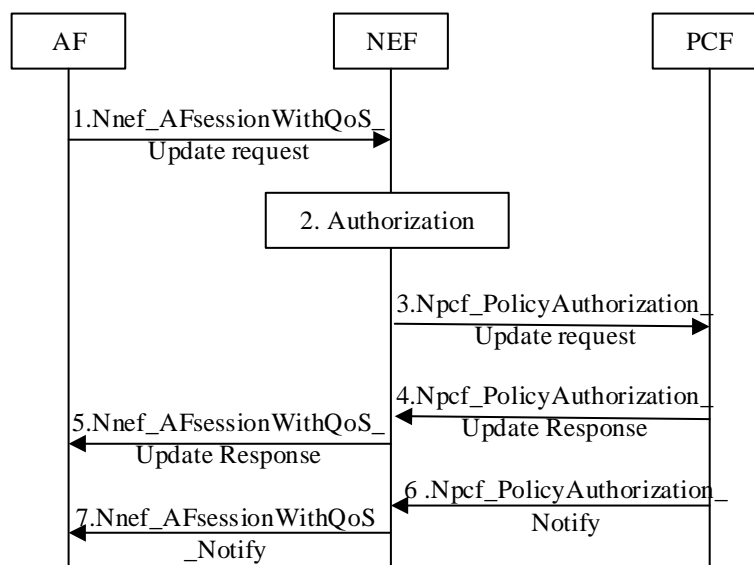 AF
NEF
PCF
1.Nnef_AFsessionWithQoS_
Update request
2. Authorization
3.Npcf_PolicyAuthorization_
Update request
4.Npcf_PolicyAuthorization_
Update Response
5.Nnef_AFsessionWithQoS_
Update Response
6 .Npcf_PolicyAuthorization_
Notify
7.Nnef_AFsessionWithQoS
_Notify